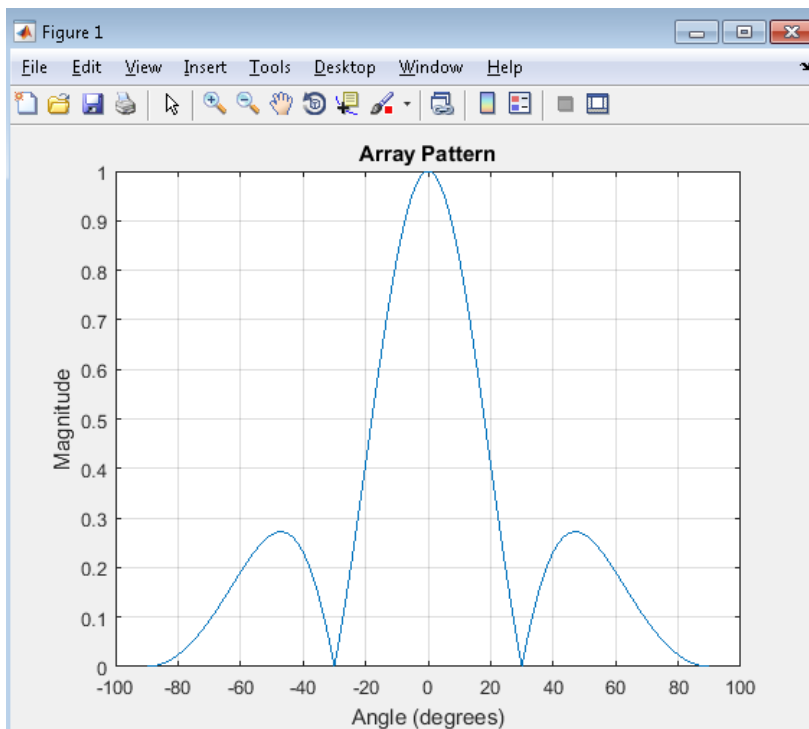 Figure 1
File Edit View Insert Tools Desktop Window Help
Array Pattern
1
0.9
0.8
0.7
0.6
0.5
0.4
0.3
0.2
0.1
0
Magnitude
-100 -80 -60 -40 -20 0 20 40 60 80 100
Angle (degrees)